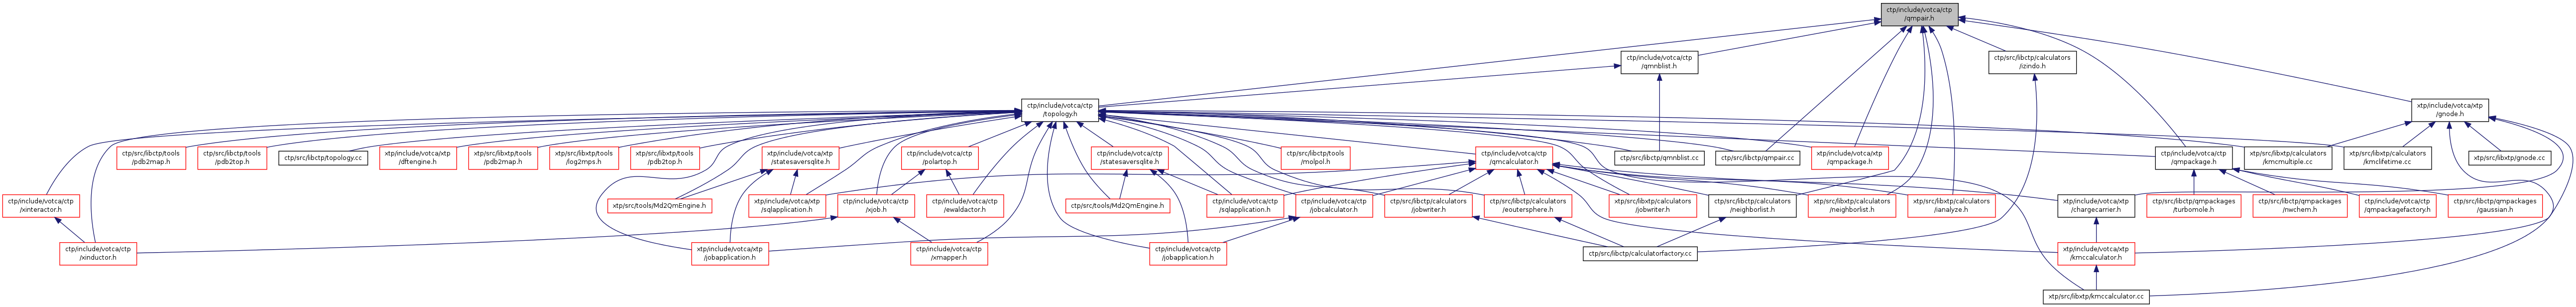 ctp/include/votca/ctp
/qmpair.h
ctp/include/votca/ctp
/qmnblist.h
ctp/src/libctp/calculators
/izindo.h
ctp/include/votca/ctp
/topology.h
xtp/include/votca/xtp
/gnode.h
ctp/src/libctp/tools
/pdb2map.h
ctp/src/libctp/tools
/pdb2top.h
ctp/src/libctp/topology.cc
xtp/include/votca/xtp
/dftengine.h
xtp/src/libxtp/tools
/pdb2map.h
xtp/src/libxtp/tools
/log2mps.h
xtp/src/libxtp/tools
/pdb2top.h
xtp/include/votca/xtp
/statesaversqlite.h
ctp/include/votca/ctp
/polartop.h
ctp/include/votca/ctp
/statesaversqlite.h
ctp/src/libctp/tools
/molpol.h
ctp/include/votca/ctp
/qmcalculator.h
ctp/src/libctp/qmnblist.cc
ctp/src/libctp/qmpair.cc
xtp/include/votca/xtp
/qmpackage.h
ctp/include/votca/ctp
/qmpackage.h
xtp/src/libxtp/calculators
/kmcmultiple.cc
xtp/src/libxtp/calculators
/kmclifetime.cc
xtp/src/libxtp/gnode.cc
ctp/include/votca/ctp
/xinteractor.h
xtp/src/tools/Md2QmEngine.h
xtp/include/votca/xtp
/sqlapplication.h
ctp/include/votca/ctp
/xjob.h
ctp/include/votca/ctp
/ewaldactor.h
ctp/src/tools/Md2QmEngine.h
ctp/include/votca/ctp
/sqlapplication.h
ctp/include/votca/ctp
/jobcalculator.h
ctp/src/libctp/calculators
/jobwriter.h
ctp/src/libctp/calculators
/eoutersphere.h
xtp/src/libxtp/calculators
/jobwriter.h
ctp/src/libctp/calculators
/neighborlist.h
xtp/src/libxtp/calculators
/neighborlist.h
xtp/src/libxtp/calculators
/ianalyze.h
xtp/include/votca/xtp
/chargecarrier.h
ctp/src/libctp/qmpackages
/turbomole.h
ctp/src/libctp/qmpackages
/nwchem.h
ctp/include/votca/ctp
/qmpackagefactory.h
ctp/src/libctp/qmpackages
/gaussian.h
ctp/include/votca/ctp
/xinductor.h
xtp/include/votca/xtp
/jobapplication.h
ctp/include/votca/ctp
/xmapper.h
ctp/include/votca/ctp
/jobapplication.h
ctp/src/libctp/calculatorfactory.cc
xtp/include/votca/xtp
/kmccalculator.h
xtp/src/libxtp/kmccalculator.cc